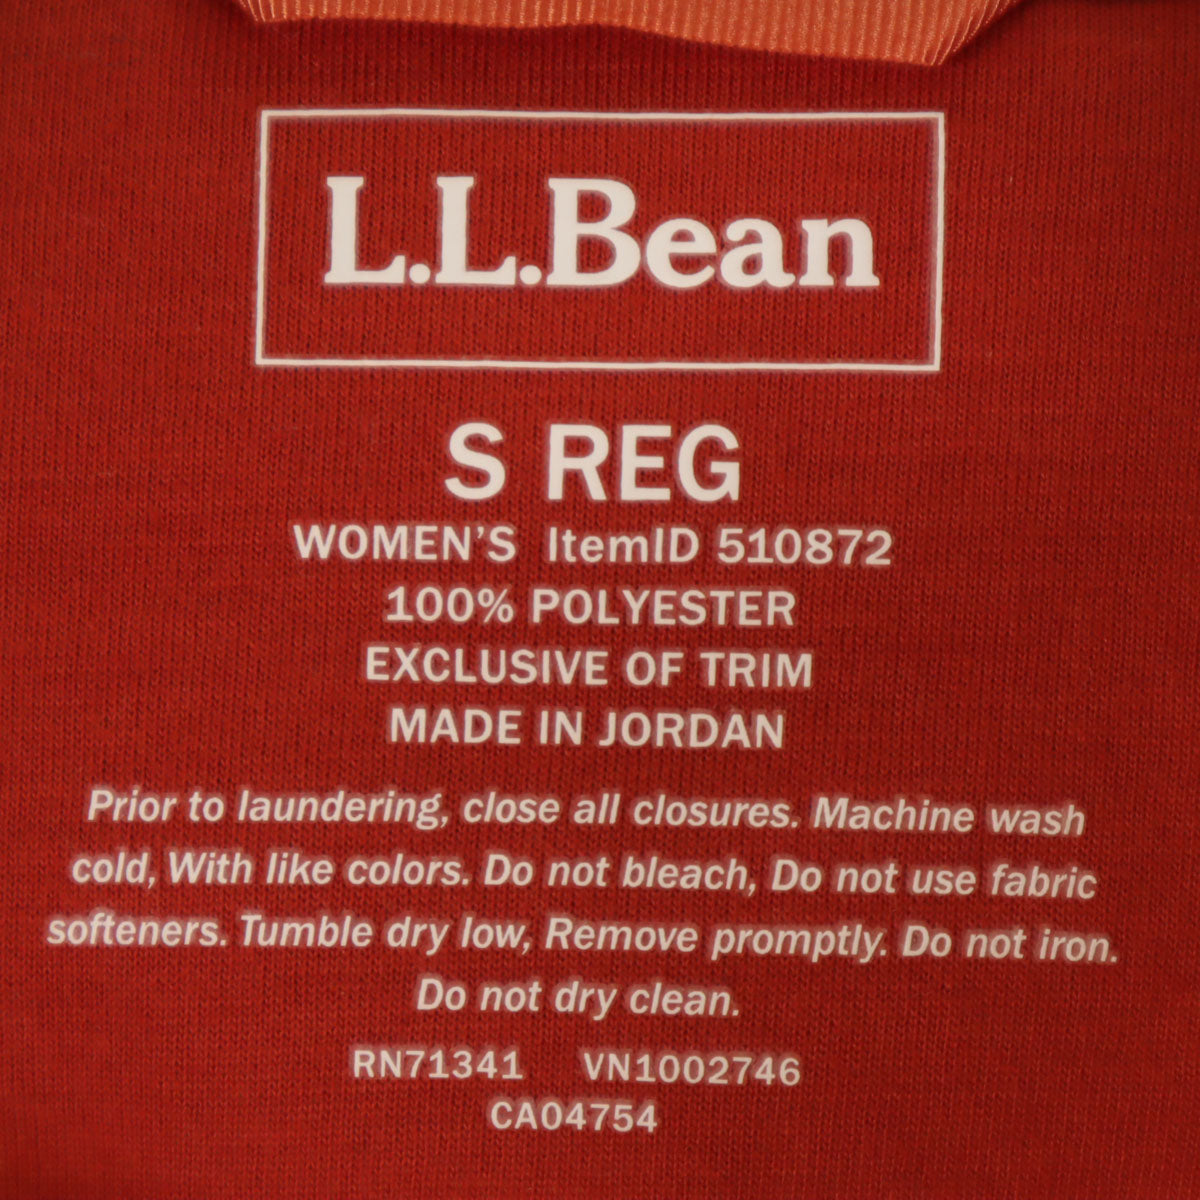 L.L.Bean
S REG
WOMEN'S ItemID 510872
100% POLYESTER
EXCLUSIVE OF TRIM
MADE IN JORDAN
Prior to laundering, close all closures. Machine wash
cold, With like colors. Do not bleach, Do not use fabric
softeners. Tumble dry low, Remove promptly. Do not iron.
Do not dry clean.
RN71341 VN1002746
CA04754